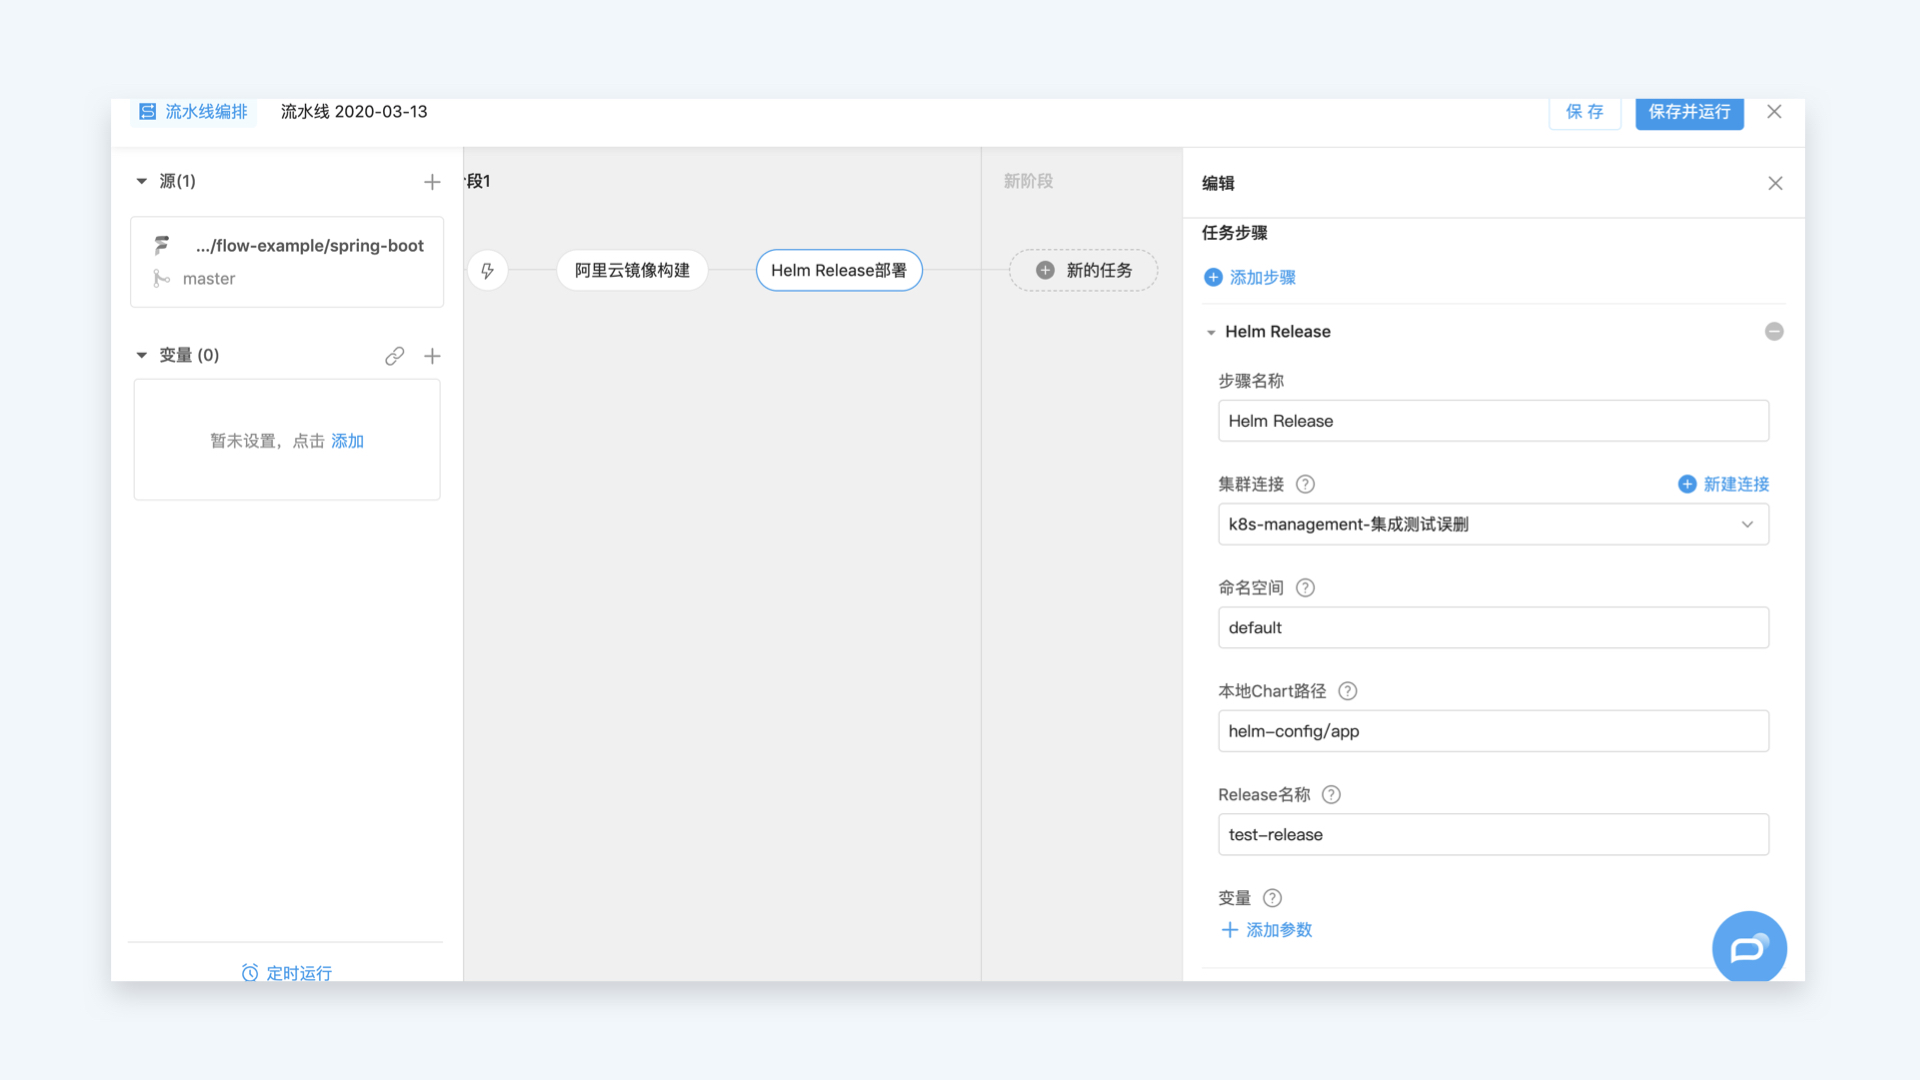 流水线编排
流水线 2020-03-13
保 存
保存并运行
源(1)
.../flow-example/spring-boot
master
变量 (0)
暂未设置，点击 添加
定时运行
段1
阿里云镜像构建
Helm Release部署
新阶段
新的任务
编辑
任务步骤
添加步骤
Helm Release
步骤名称
Helm Release
集群连接
新建连接
k8s-management-集成测试误删
命名空间
default
本地Chart路径
helm-config/app
Release名称
test-release
变量
添加参数